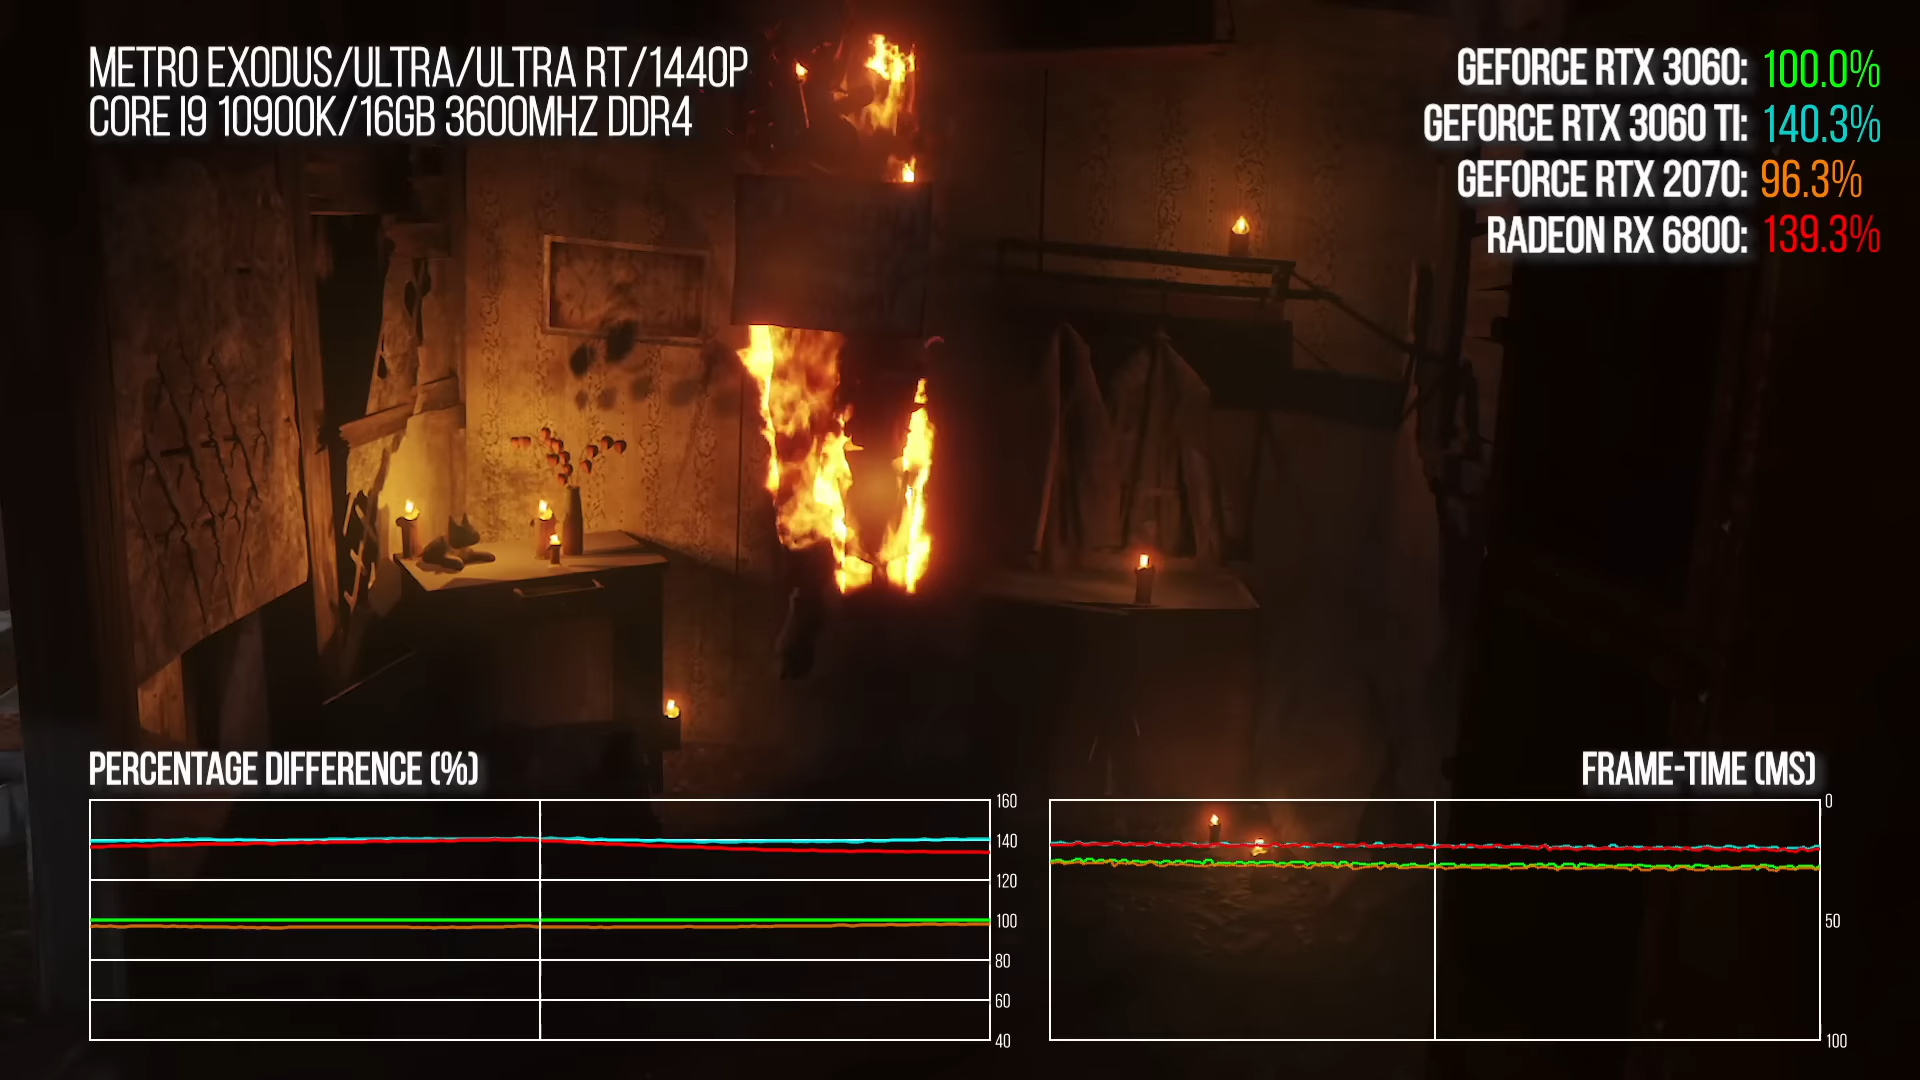 METRO EXODUS/ULTRA/ULTRA RT/1440P
CORE I9 10900K/16GB 3600MHZ DDR4
GEFORCE RTX 3060: 100.0%
GEFORCE RTX 3060 TI: 140.3%
GEFORCE RTX 2070: 96.3%
RADEON RX 6800: 139.3%
PERCENTAGE DIFFERENCE (%)
160
140
120
100
80
60
40
FRAME-TIME (MS)
0
50
100